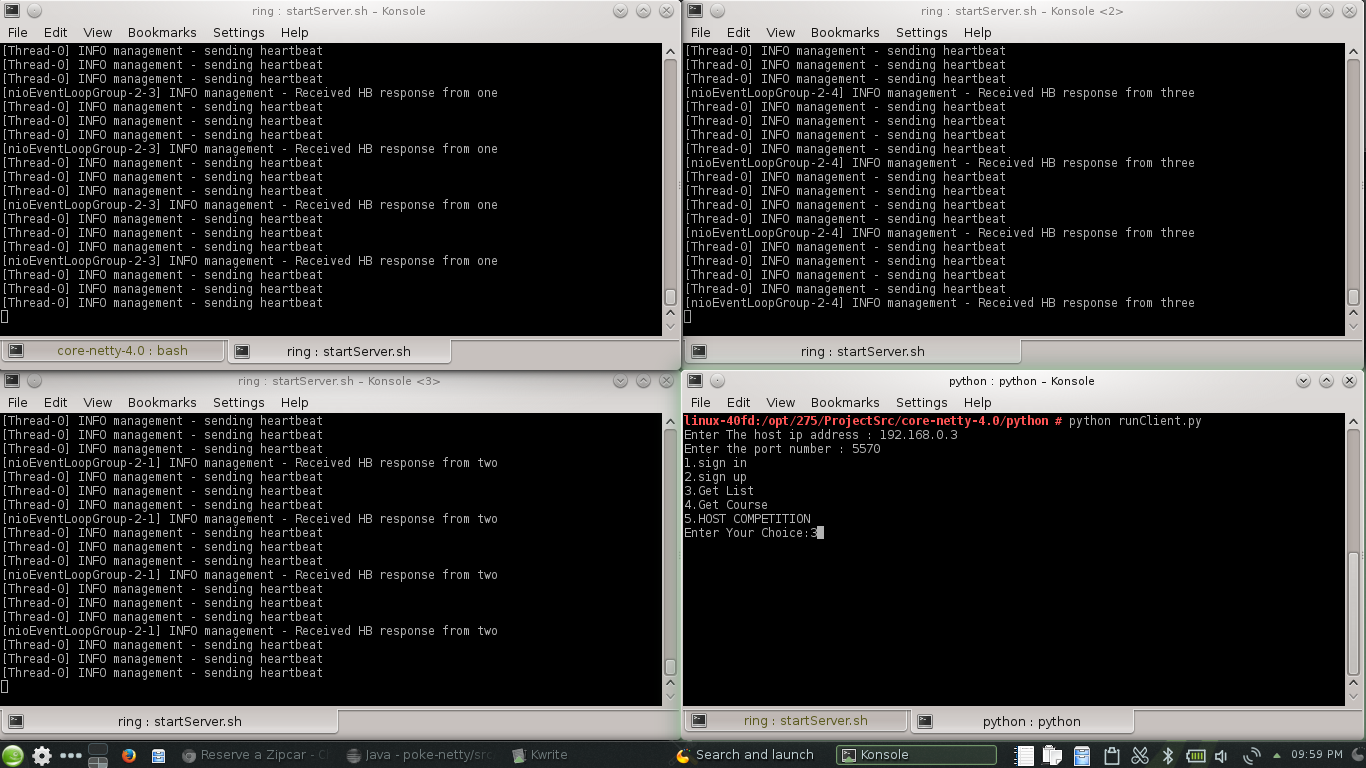 ring : startServer.sh – Konsole
File Edit View Bookmarks Settings Help
[Thread-0] INFO management - sending heartbeat
[Thread-0] INFO management - sending heartbeat
[Thread-0] INFO management - sending heartbeat
[nioEventLoopGroup-2-3] INFO management - Received HB response from one
[Thread-0] INFO management - sending heartbeat
[Thread-0] INFO management - sending heartbeat
[Thread-0] INFO management - sending heartbeat
[nioEventLoopGroup-2-3] INFO management - Received HB response from one
[Thread-0] INFO management - sending heartbeat
[Thread-0] INFO management - sending heartbeat
[Thread-0] INFO management - sending heartbeat
[nioEventLoopGroup-2-3] INFO management - Received HB response from one
[Thread-0] INFO management - sending heartbeat
[Thread-0] INFO management - sending heartbeat
[Thread-0] INFO management - sending heartbeat
[nioEventLoopGroup-2-3] INFO management - Received HB response from one
[Thread-0] INFO management - sending heartbeat
[Thread-0] INFO management - sending heartbeat
[Thread-0] INFO management - sending heartbeat
core-netty-4.0 : bash
ring : startServer.sh
ring : startServer.sh – Konsole <2>
File Edit View Bookmarks Settings Help
[Thread-0] INFO management - sending heartbeat
[Thread-0] INFO management - sending heartbeat
[Thread-0] INFO management - sending heartbeat
[nioEventLoopGroup-2-4] INFO management - Received HB response from three
[Thread-0] INFO management - sending heartbeat
[Thread-0] INFO management - sending heartbeat
[Thread-0] INFO management - sending heartbeat
[Thread-0] INFO management - sending heartbeat
[nioEventLoopGroup-2-4] INFO management - Received HB response from three
[Thread-0] INFO management - sending heartbeat
[Thread-0] INFO management - sending heartbeat
[Thread-0] INFO management - sending heartbeat
[Thread-0] INFO management - sending heartbeat
[nioEventLoopGroup-2-4] INFO management - Received HB response from three
[Thread-0] INFO management - sending heartbeat
[Thread-0] INFO management - sending heartbeat
[Thread-0] INFO management - sending heartbeat
[Thread-0] INFO management - sending heartbeat
[nioEventLoopGroup-2-4] INFO management - Received HB response from three
ring : startServer.sh
ring : startServer.sh – Konsole <3>
File Edit View Bookmarks Settings Help
[Thread-0] INFO management - sending heartbeat
[Thread-0] INFO management - sending heartbeat
[Thread-0] INFO management - sending heartbeat
[nioEventLoopGroup-2-1] INFO management - Received HB response from two
[Thread-0] INFO management - sending heartbeat
[Thread-0] INFO management - sending heartbeat
[Thread-0] INFO management - sending heartbeat
[nioEventLoopGroup-2-1] INFO management - Received HB response from two
[Thread-0] INFO management - sending heartbeat
[Thread-0] INFO management - sending heartbeat
[Thread-0] INFO management - sending heartbeat
[nioEventLoopGroup-2-1] INFO management - Received HB response from two
[Thread-0] INFO management - sending heartbeat
[Thread-0] INFO management - sending heartbeat
[Thread-0] INFO management - sending heartbeat
[nioEventLoopGroup-2-1] INFO management - Received HB response from two
[Thread-0] INFO management - sending heartbeat
[Thread-0] INFO management - sending heartbeat
[Thread-0] INFO management - sending heartbeat
ring : startServer.sh
python : python – Konsole
File Edit View Bookmarks Settings Help
linux-40fd:/opt/275/ProjectSrc/core-netty-4.0/python # python runClient.py
Enter The host ip address : 192.168.0.3
Enter the port number : 5570
1.sign in
2.sign up
3.Get List
4.Get Course
5.HOST COMPETITION
Enter Your Choice:3
ring : startServer.sh
python : python
Reserve a Zipcar - C
Java - poke-netty/src
Kwrite
Search and launch
Konsole
09:59 PM